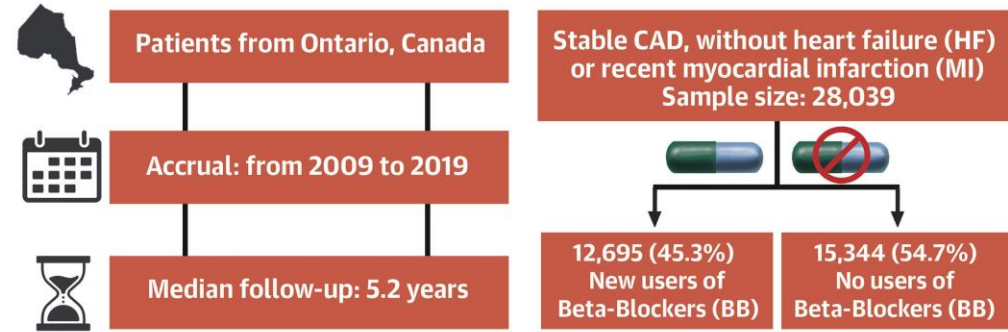 Patients from Ontario, Canada
Accrual: from 2009 to 2019
Median follow-up: 5.2 years
Stable CAD, without heart failure (HF)
or recent myocardial infarction (MI)
Sample size: 28,039
12,695 (45.3%)
New users of
Beta-Blockers (BB)
15,344 (54.7%)
No users of
Beta-Blockers (BB)